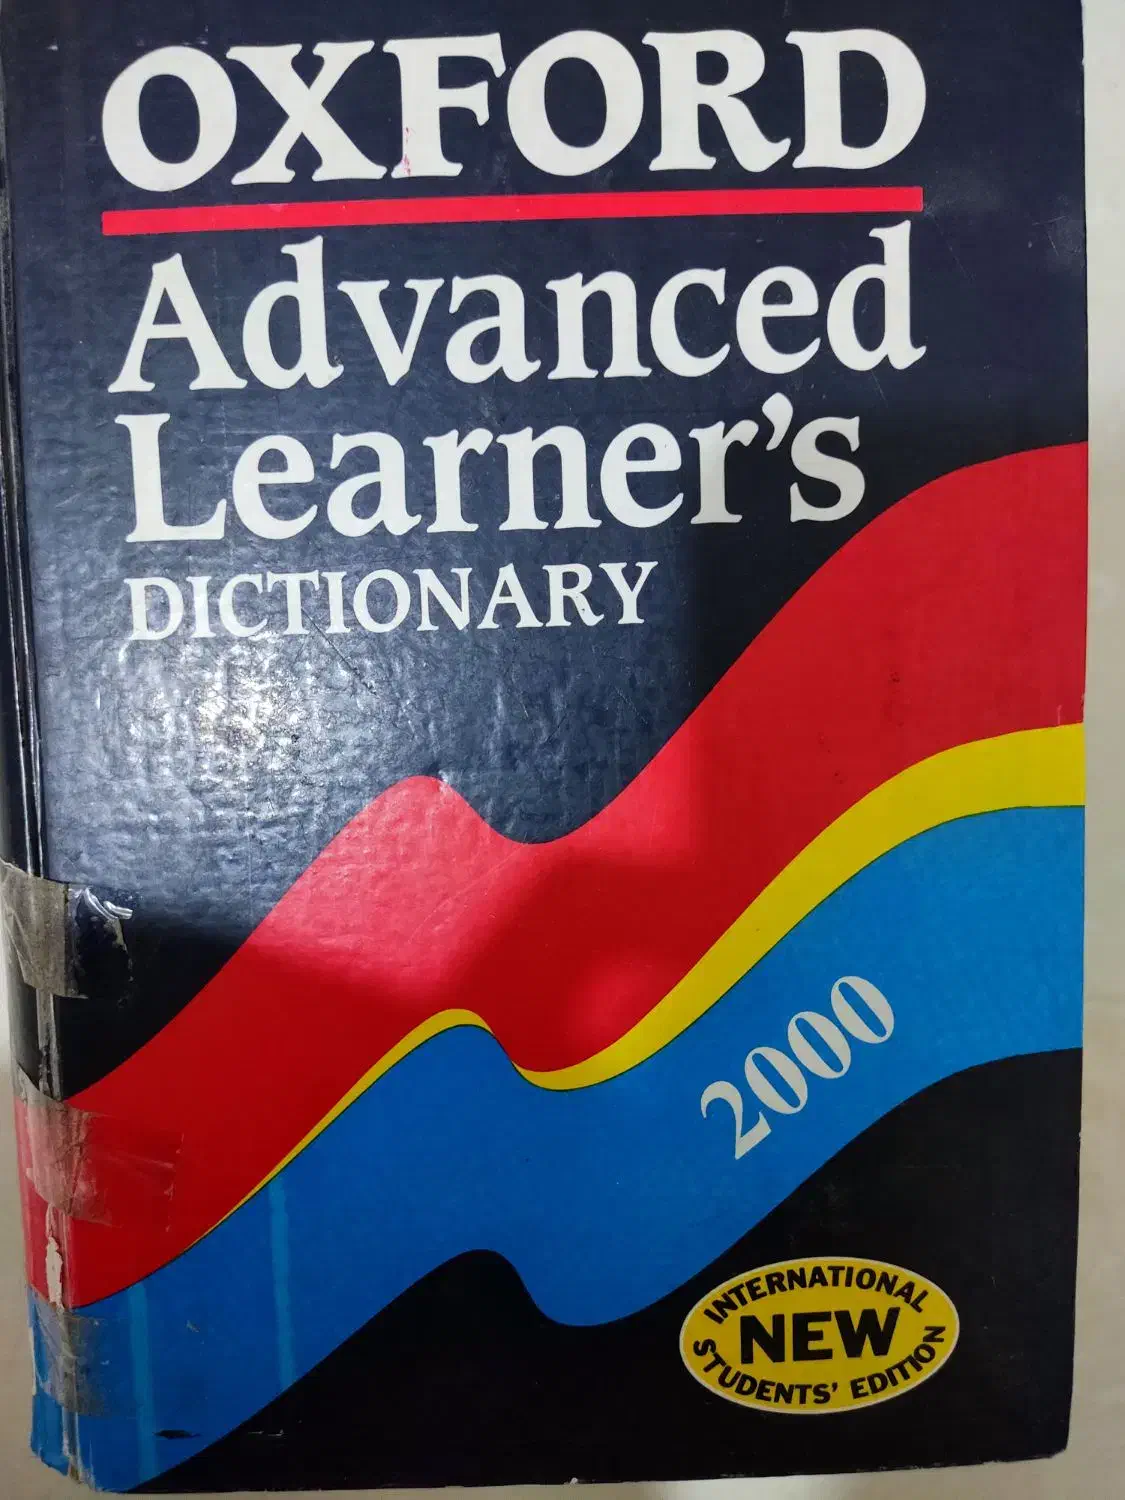 OXFORD
Advanced
Learner's
DICTIONARY
2000
INTERNATIONAL
NEW
STUDENTS' EDITION